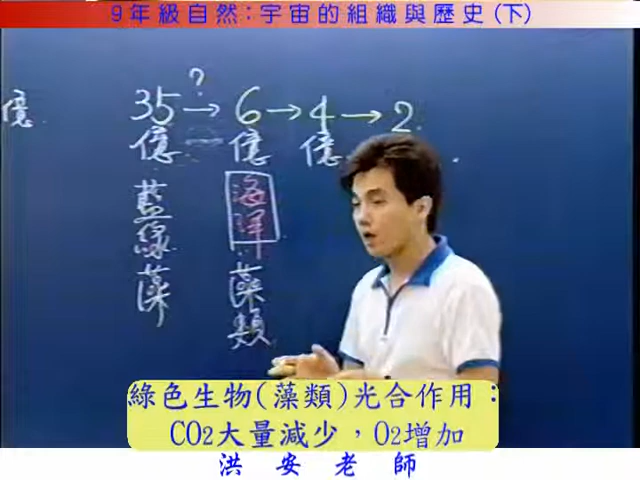 9年級自然:宇宙的組織與歷史(下)
?
億 35→6→4→2
億 億 億
藍綠藻
海洋
藻類
綠色生物(藻類)光合作用:
CO2大量減少,O2增加
洪安老師